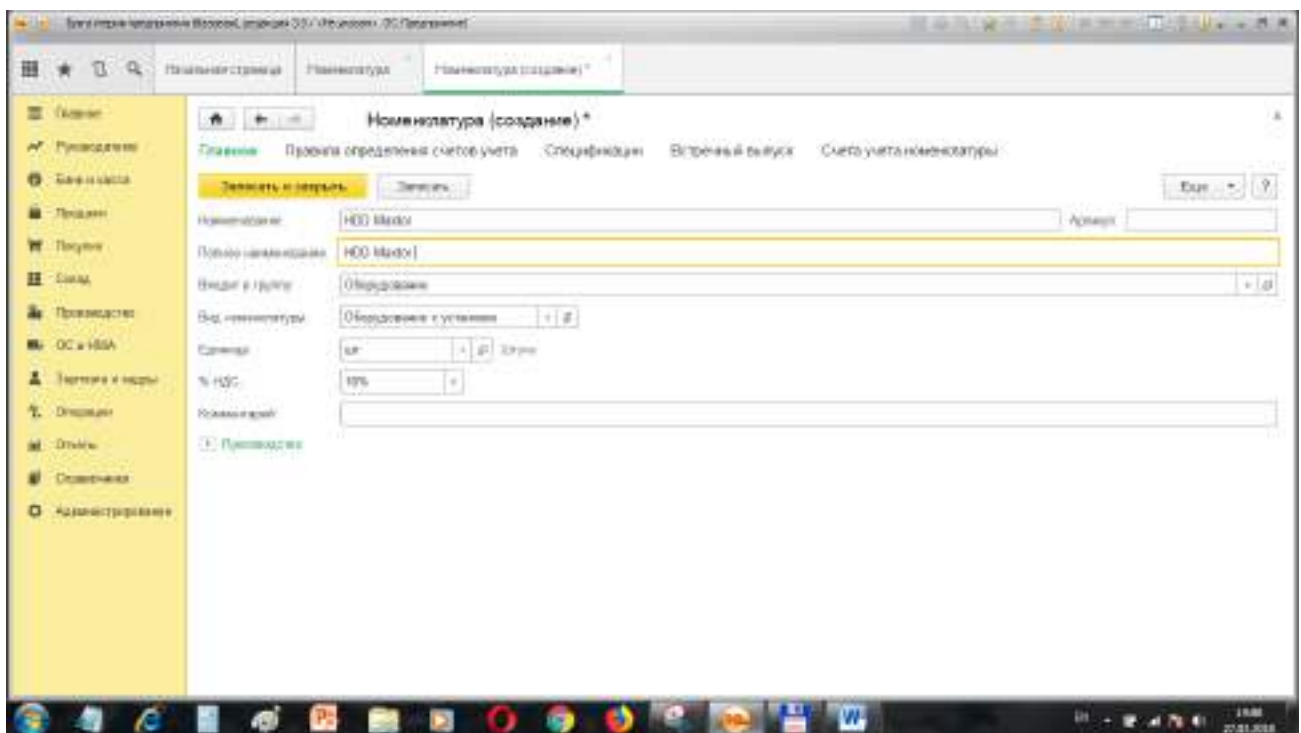 Начальная страница
Номенклатура
Номенклатура (создание) *
Главное
Руководителю
Банк и касса
Продажи
Покупки
Склад
Производство
ОС и НМА
Зарплата и кадры
Операции
Отчеты
Справочники
Администрирование
Номенклатура (создание) *
Главное Правила определения счетов учета Спецификации Встречный выпуск Счета учета номенклатуры
Записать и закрыть Записать Еще ?
Наименование: HDD Maxtor Артикул:
Полное наименование: HDD Maxtor
Входит в группу: Оборудование
Вид номенклатуры: Оборудование к установке
Единица: шт Штука
% НДС: 18%
Комментарий:
Производство
EN